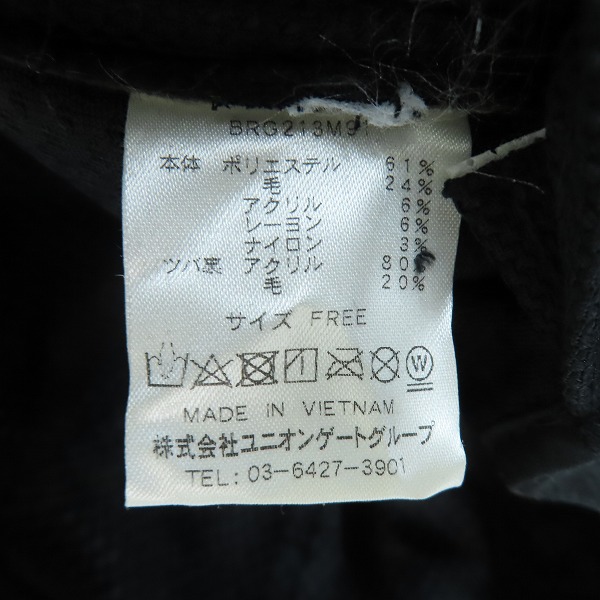 BRG213M91
本体 ポリエステル 61%
毛 24%
アクリル 6%
レーヨン 6%
ナイロン 3%
ツバ裏 アクリル 80%
毛 20%
サイズ FREE
W
MADE IN VIETNAM
株式会社ユニオンゲートグループ
TEL: 03-6427-3901